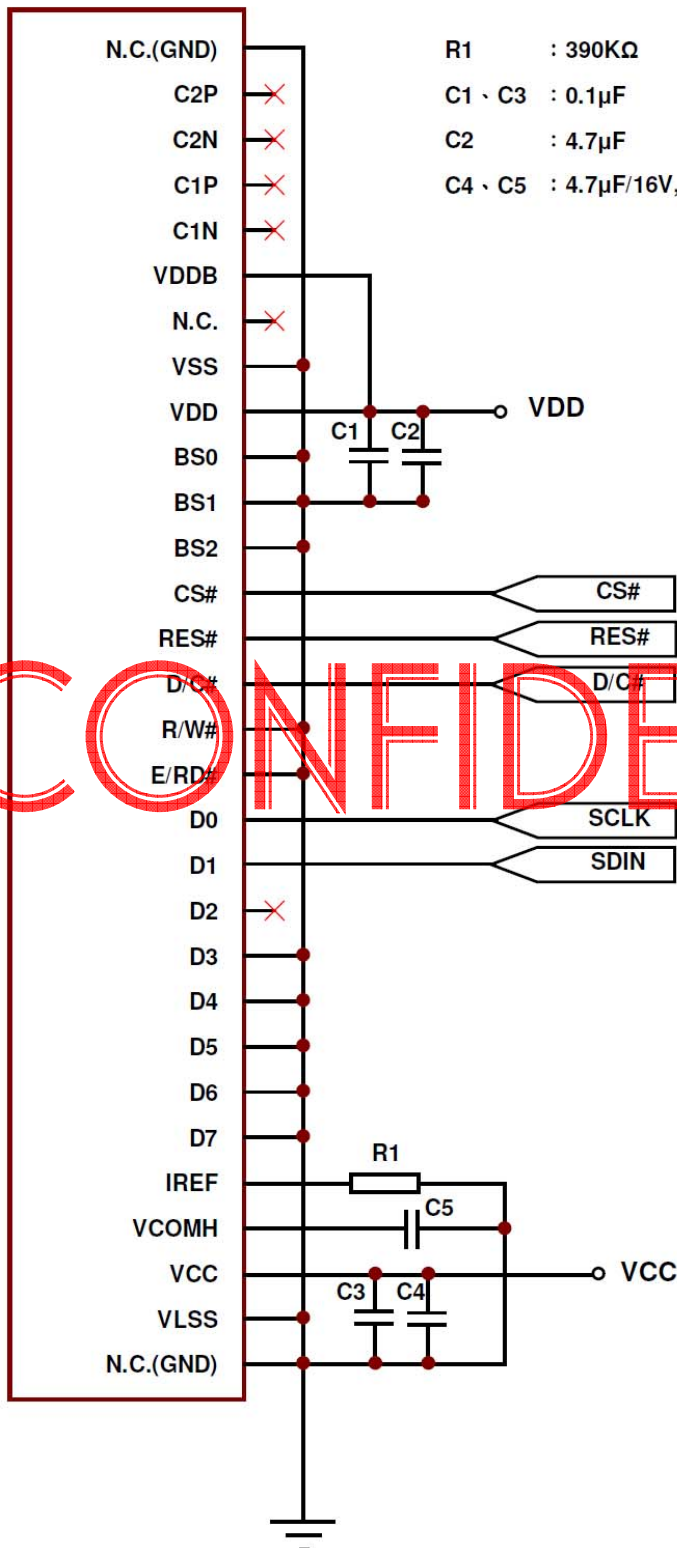 N.C.(GND)
R1 : 390KΩ
C2P
C1、C3 : 0.1µF
C2N
C2 : 4.7µF
C1P
C4、C5 : 4.7µF/16V,
C1N
VDDB
N.C.
VSS
VDD
VDD
C1
C2
BS0
BS1
BS2
CS#
CS#
RES#
RES#
D/C#
D/C#
CONFIDE
R/W#
E/RD#
D0
SCLK
D1
SDIN
D2
D3
D4
D5
D6
D7
R1
IREF
C5
VCOMH
VCC
VCC
C3
C4
VLSS
N.C.(GND)